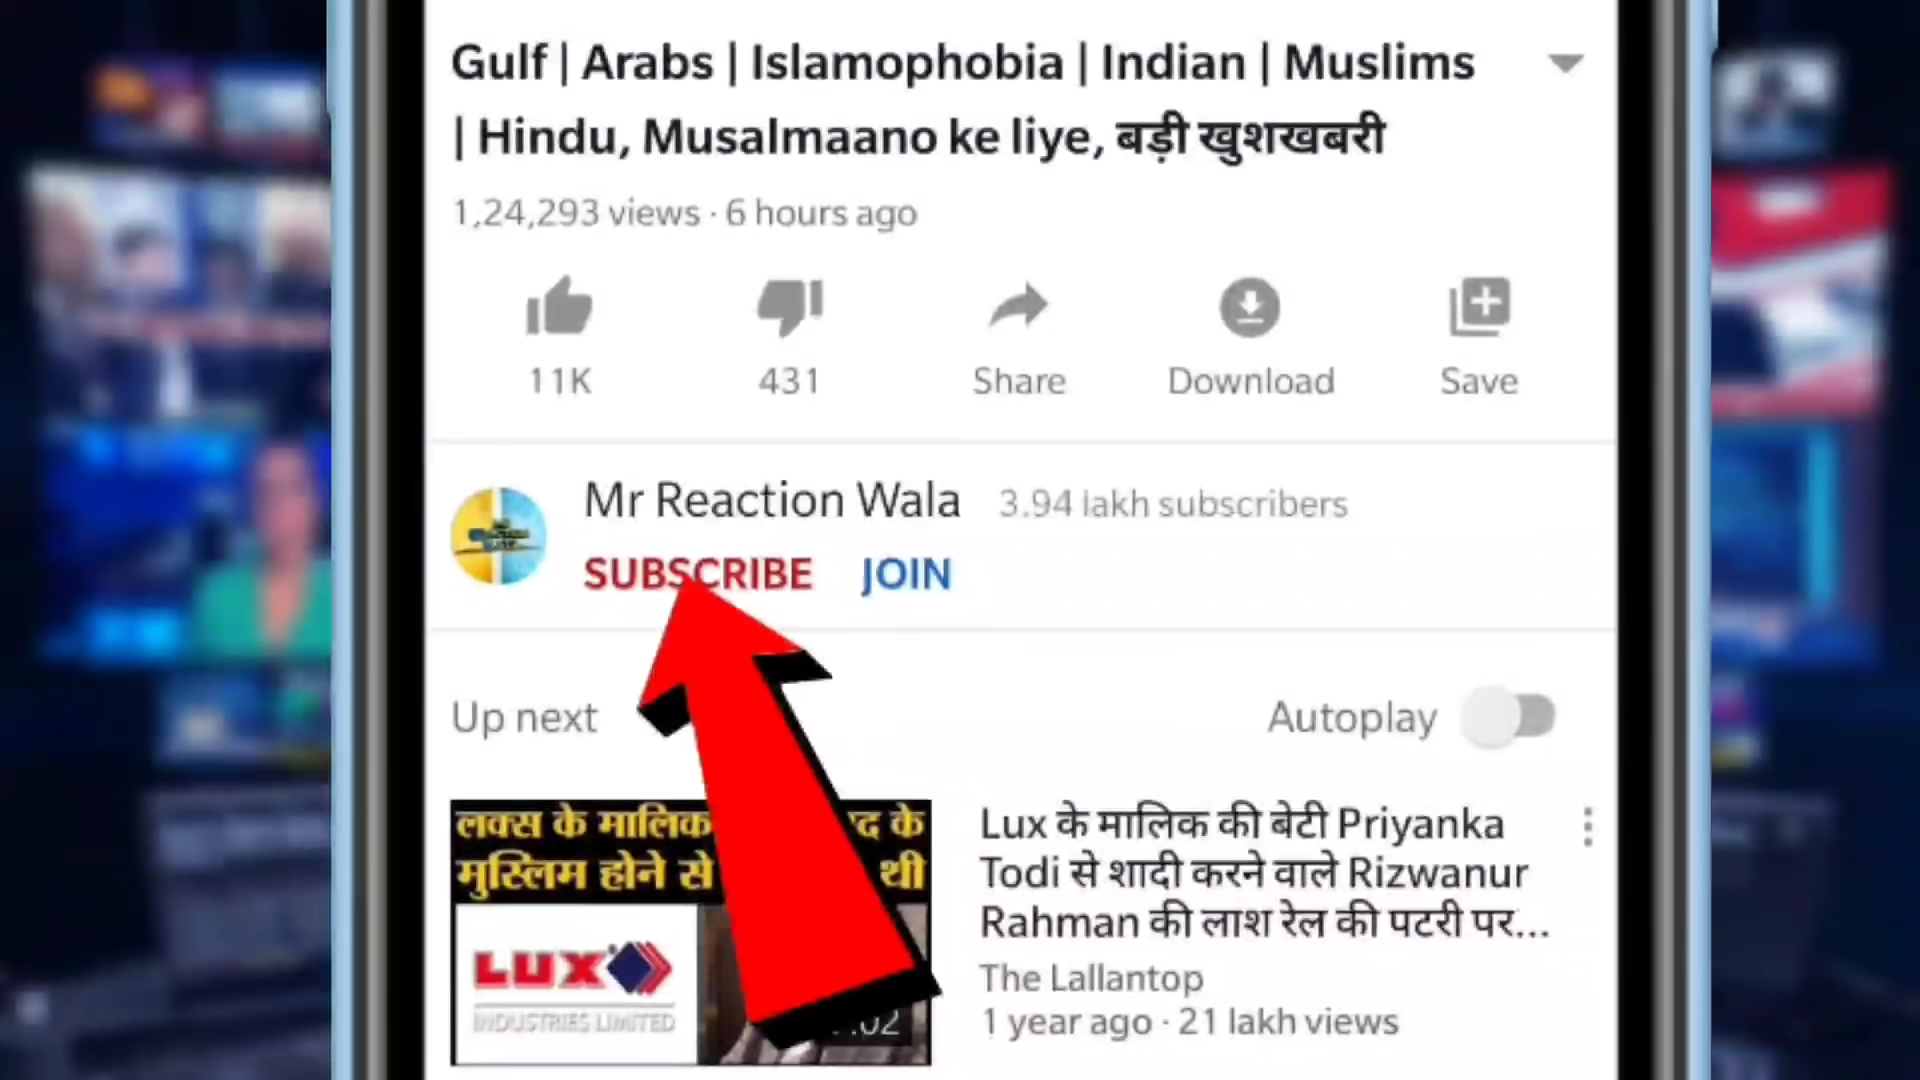 Gulf | Arabs | Islamophobia | Indian | Muslims
| Hindu, Musalmaano ke liye, बड़ी खुशखबरी
1,24,293 views · 6 hours ago
11K
431
Share
Download
Save
Mr Reaction Wala 3.94 lakh subscribers
SUBSCRIBE JOIN
Up next
Autoplay
लक्स के मालिक के
मुस्लिम होने से थी
LUX
INDUSTRIES LIMITED
Lux के मालिक की बेटी Priyanka
Todi से शादी करने वाले Rizwanur
Rahman की लाश रेल की पटरी पर...
The Lallantop
1 year ago · 21 lakh views